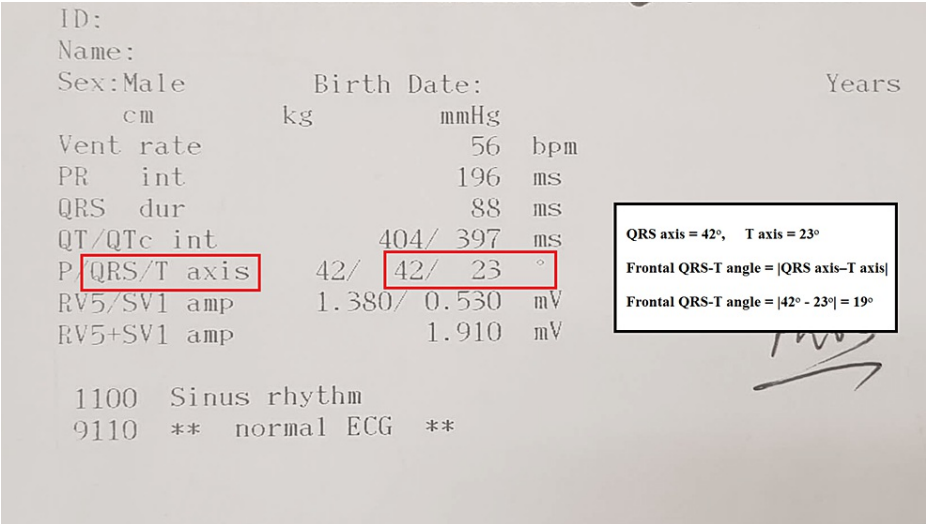 ID:
Name:
Sex:Male Birth Date: Years
cm kg mmHg
Vent rate 56 bpm
PR int 196 ms
QRS dur 88 ms
QT/QTc int 404/ 397 ms
P/QRS/T axis 42/ 42/ 23 °
RV5/SV1 amp 1.380/ 0.530 mV
RV5+SV1 amp 1.910 mV
1100 Sinus rhythm
9110 ** normal ECG **
QRS axis = 42°, T axis = 23°
Frontal QRS-T angle = |QRS axis–T axis|
Frontal QRS-T angle = |42° - 23°| = 19°